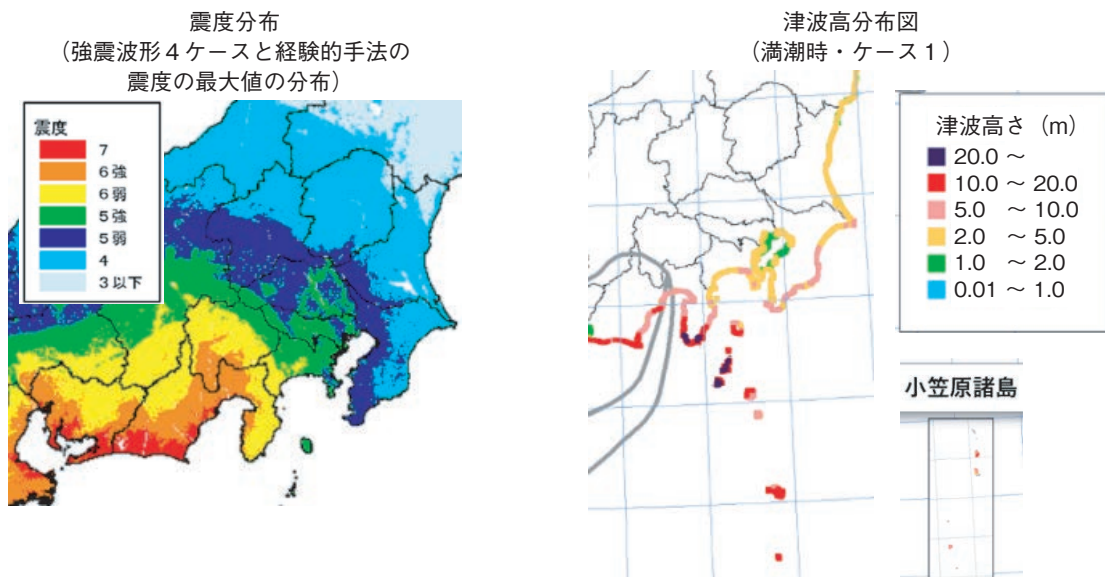 震度分布
（強震波形４ケースと経験的手法の
震度の最大値の分布）
震度
7
6強
6弱
5強
5弱
4
3以下
津波高分布図
（満潮時・ケース１）
津波高さ（m）
20.0 ～
10.0 ～ 20.0
5.0 ～ 10.0
2.0 ～ 5.0
1.0 ～ 2.0
0.01 ～ 1.0
小笠原諸島